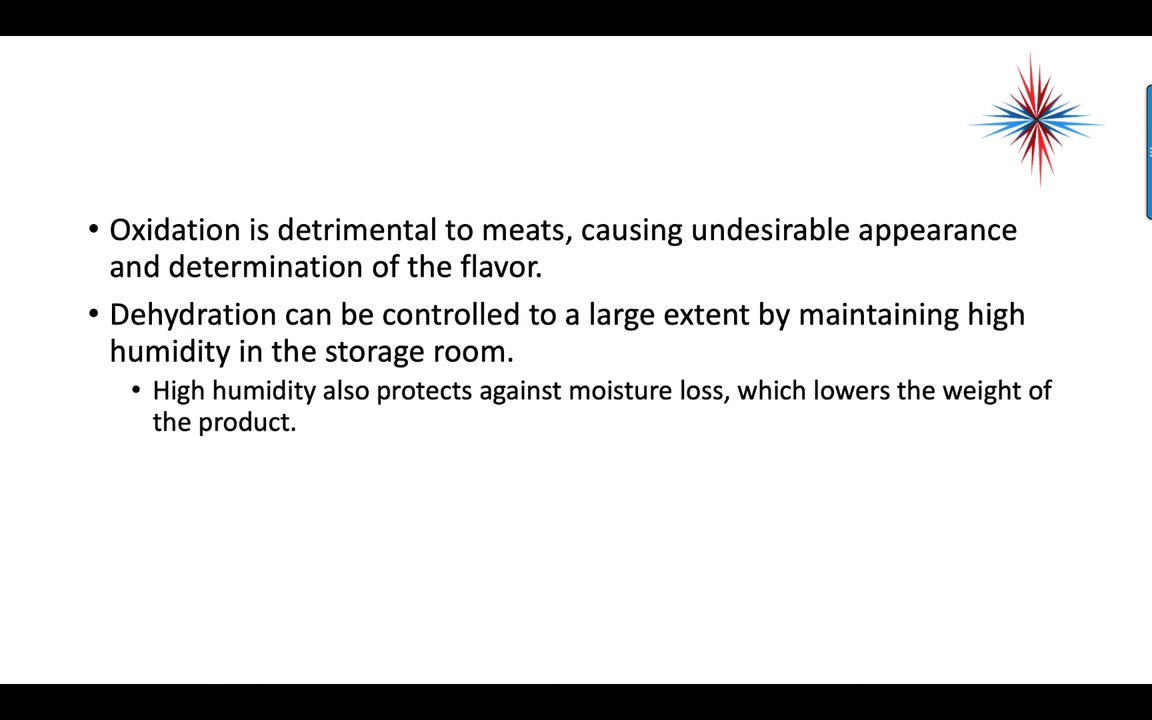 • Oxidation is detrimental to meats, causing undesirable appearance
and determination of the flavor.
• Dehydration can be controlled to a large extent by maintaining high
humidity in the storage room.
• High humidity also protects against moisture loss, which lowers the weight of
the product.